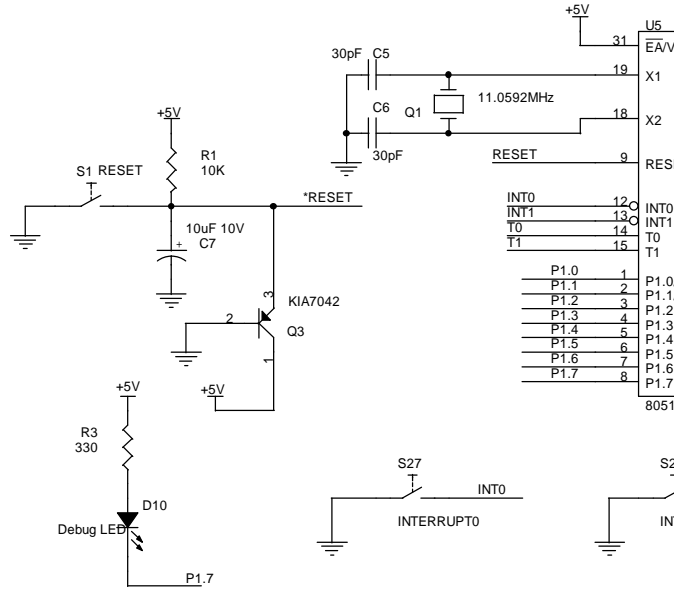 +5V
U5
31
EA/V
30pF
C5
19
X1
11.0592MHz
Q1
C6
30pF
18
X2
RESET
9
RES
+5V
R1
10K
S1
RESET
*RESET
10uF 10V
+
C7
INT0
12
INT0
INT1
13
INT1
T0
14
T0
T1
15
T1
P1.0
1
P1.0
P1.1
2
P1.1
P1.2
3
P1.2
P1.3
4
P1.3
P1.4
5
P1.4
P1.5
6
P1.5
P1.6
7
P1.6
P1.7
8
P1.7
8051
3
KIA7042
2
Q3
1
+5V
+5V
R3
330
D10
Debug LED
P1.7
S27
INT0
INTERRUPT0
S2
IN